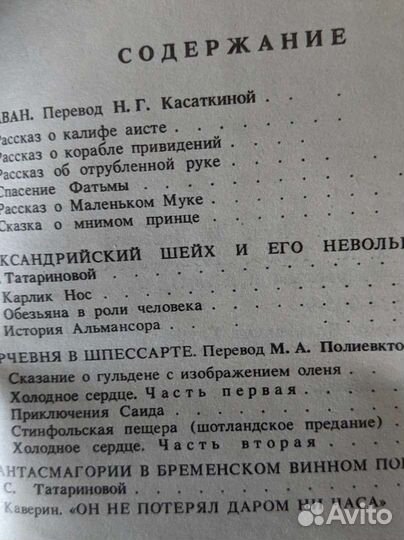 СОДЕРЖАНИЕ
ВАН. Перевод Н. Г. Касаткиной . . .
Рассказ о калифе аисте . . . . .
Рассказ о корабле привидений . . .
Рассказ об отрубленной руке . . . .
Спасение Фатьмы . . . . . .
Рассказ о Маленьком Муке . . . .
Сказка о мнимом принце . . . .
КСАНДРИЙСКИЙ ШЕЙХ И ЕГО НЕВОЛЬ
Татариновой . . . . . . .
Карлик Нос . . . . . . . .
Обезьяна в роли человека . . . .
История Альмансора . . . . .
РЧЕВНЯ В ШПЕССАРТЕ. Перевод М. А. Полиевктов
Сказание о гульдене с изображением оленя .
Холодное сердце. Часть первая . . .
Приключения Саида . . . . .
Стинфольская пещера (шотландское предание) .
Холодное сердце. Часть вторая . . .
АНТАСМАГОРИИ В БРЕМЕНСКОМ ВИННОМ ПО
С. Татариновой . . . . . .
Каверин. «ОН НЕ ПОТЕРЯЛ ДАРОМ НИ ЧАСА»
Avito